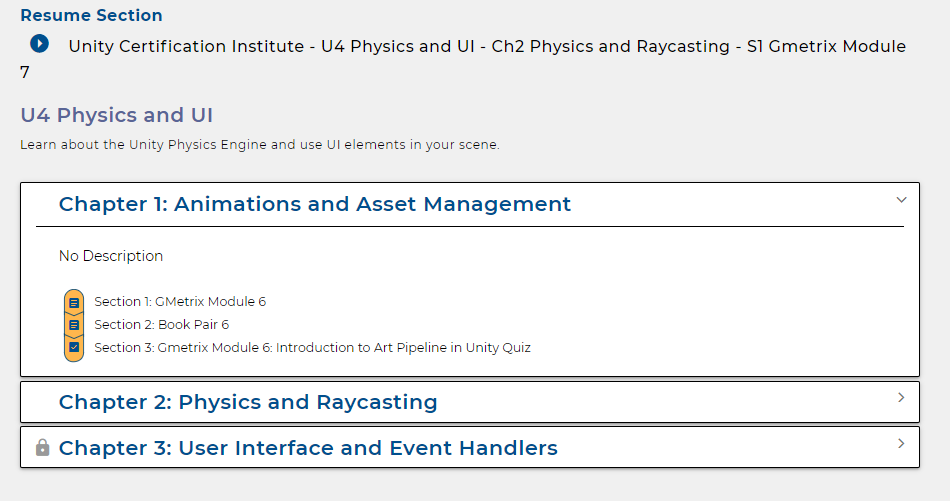 Resume Section
Unity Certification Institute - U4 Physics and UI - Ch2 Physics and Raycasting - S1 Gmetrix Module
7
U4 Physics and UI
Learn about the Unity Physics Engine and use UI elements in your scene.
Chapter 1: Animations and Asset Management
No Description
Section 1: GMetrix Module 6
Section 2: Book Pair 6
Section 3: Gmetrix Module 6: Introduction to Art Pipeline in Unity Quiz
Chapter 2: Physics and Raycasting
Chapter 3: User Interface and Event Handlers